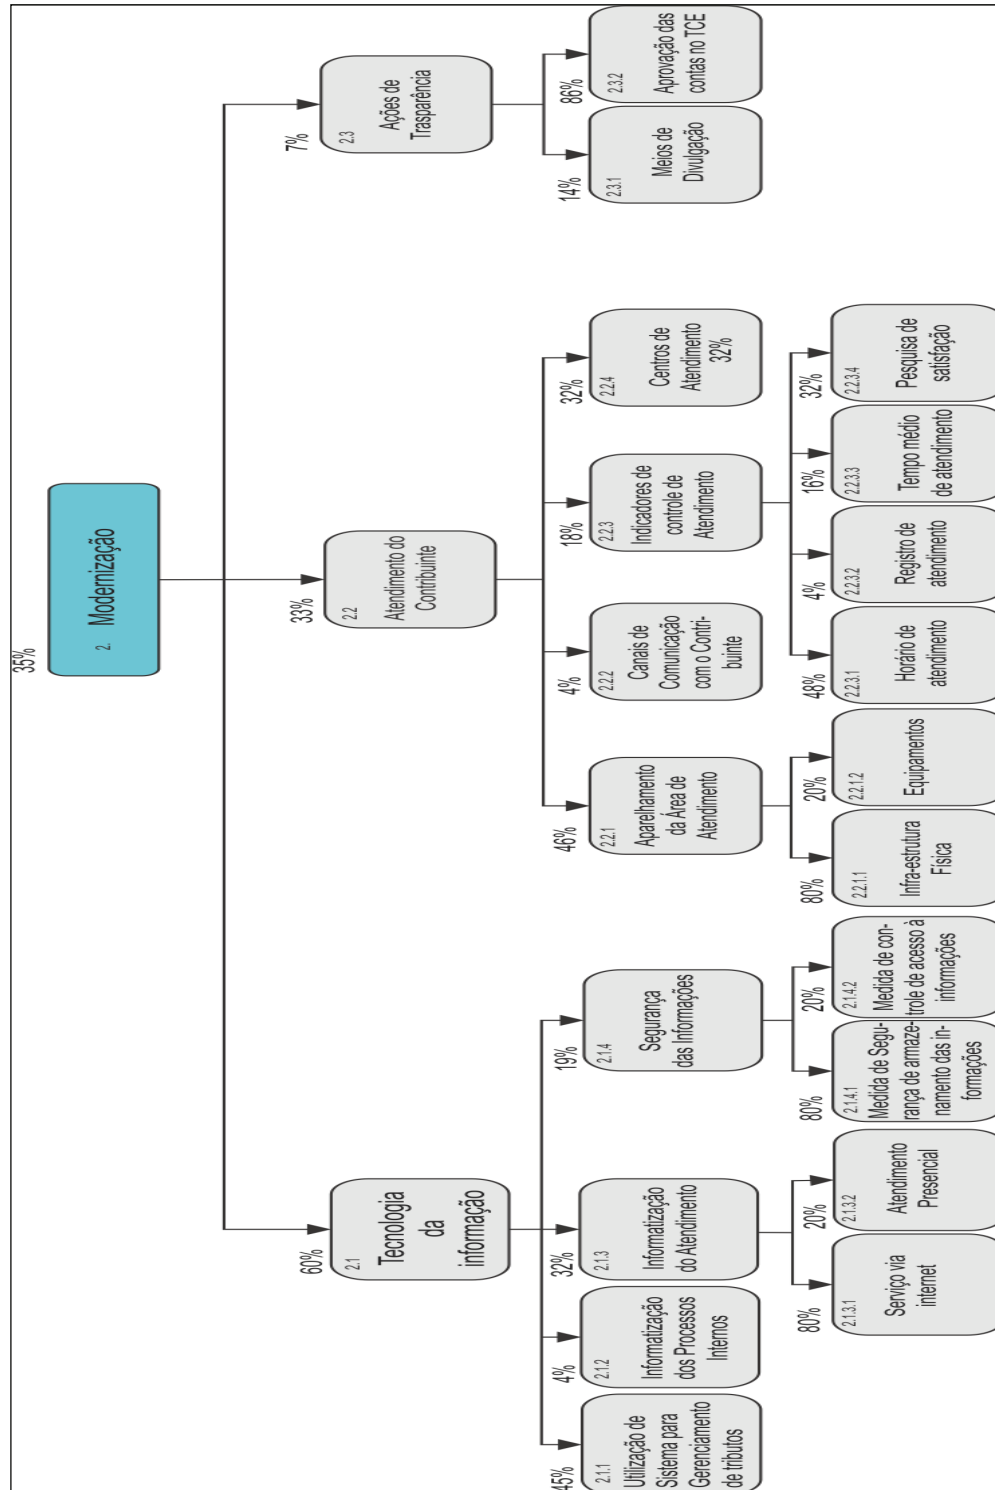 35%
2. Modernização
60%
2.1
Tecnologia
da
informação
33%
2.2
Atendimento do
Contribuinte
7%
2.3
Ações de
Trasparência
45%
2.1.1
Utilização de
Sistema para
Gerenciamento
de tributos
4%
2.1.2
Informatização
dos Processos
Internos
32%
2.1.3
Informatização
do Atendimento
19%
2.1.4
Segurança
das Informações
46%
2.2.1
Aparelhamento
da Área de
Atendimento
4%
2.2.2
Canais de
Comunicação
com o Contri-
buinte
18%
2.2.3
Indicadores de
controle de
Atendimento
32%
2.2.4
Centros de
Atendimento
32%
14%
2.3.1
Meios de
Divulgação
86%
2.3.2
Aprovação das
contas no TCE
80%
2.1.3.1
Serviço via
internet
20%
2.1.3.2
Atendimento
Presencial
80%
2.1.4.1
Medida de Segu-
rança de armaze-
namento das in-
formações
20%
2.1.4.2
Medida de con-
trole de acesso à
informações
80%
2.2.1.1
Infra-estrutura
Física
20%
2.2.1.2
Equipamentos
48%
2.2.3.1
Horário de
atendimento
4%
2.2.3.2
Registro de
atendimento
16%
2.2.3.3
Tempo médio
de atendimento
32%
2.2.3.4
Pesquisa de
satisfação